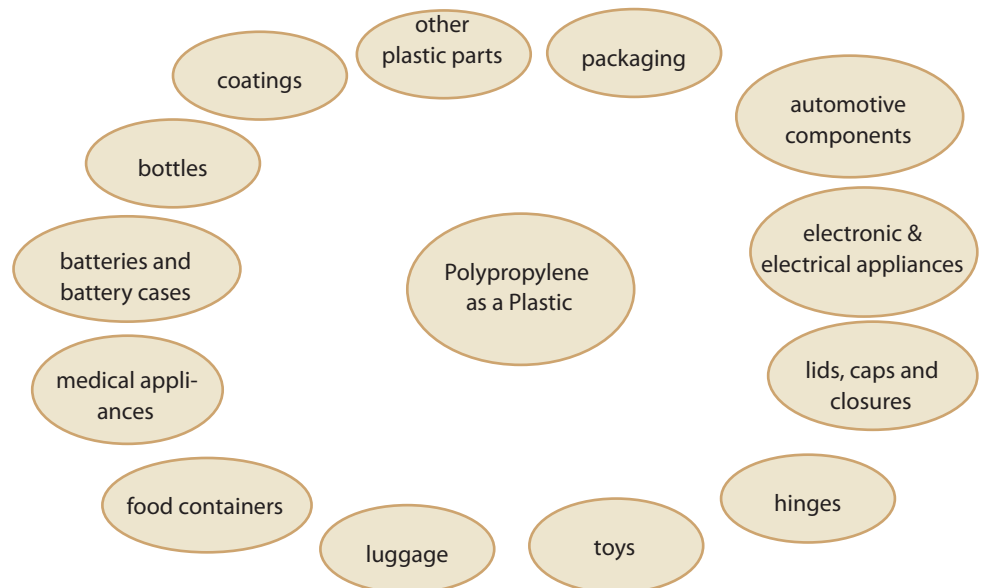 other
plastic parts
packaging
coatings
automotive
components
bottles
electronic &
electrical appliances
batteries and
battery cases
Polypropylene
as a Plastic
lids, caps and
closures
medical appli-
ances
food containers
hinges
luggage
toys